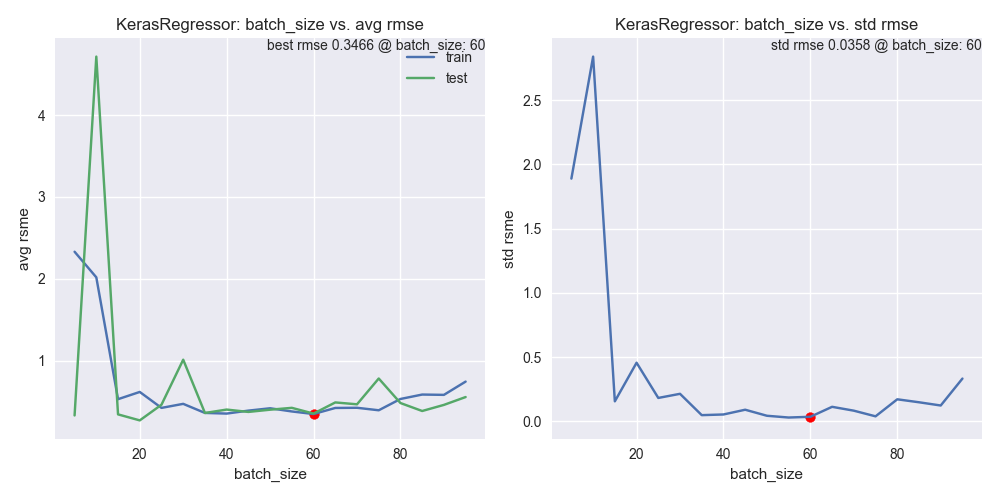 KerasRegressor: batch_size vs. avg rmse
best rmse 0.3466 @ batch_size: 60
train
test
4
3
2
1
avg rsme
20
40
60
80
batch_size
KerasRegressor: batch_size vs. std rmse
std rmse 0.0358 @ batch_size: 60
2.5
2.0
1.5
1.0
0.5
0.0
std rsme
20
40
60
80
batch_size